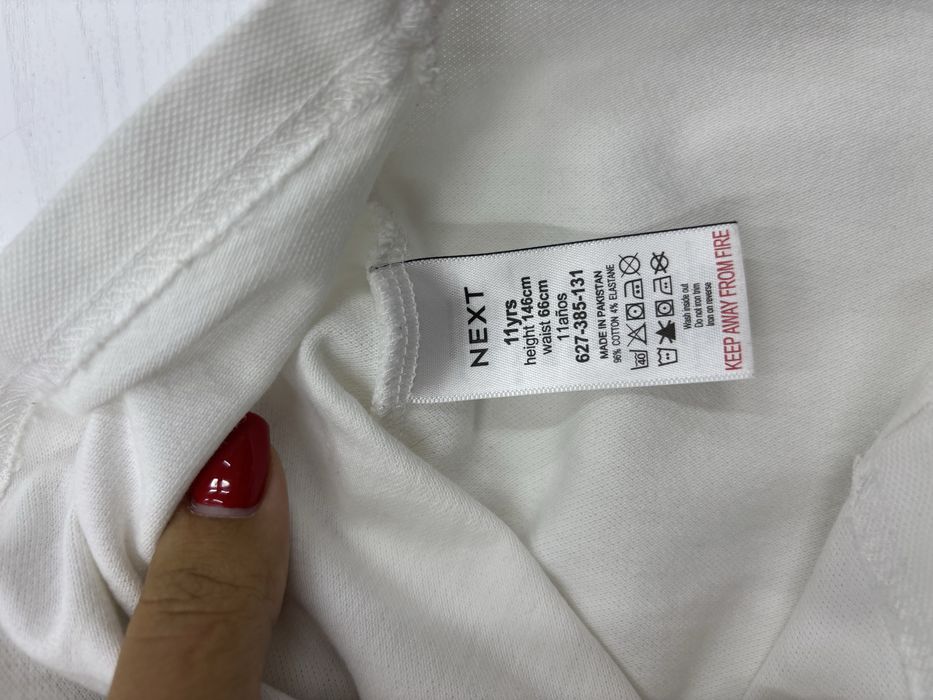 NEXT
11yrs
height 146cm
waist 66cm
11años
627-385-131
MADE IN PAKISTAN
96% COTTON 4% ELASTANE
40
Wash inside out
Do not iron trim
Iron on reverse
KEEP AWAY FROM FIRE